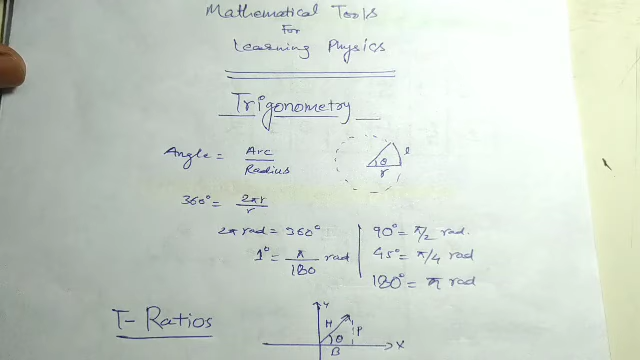 Mathematical Tools
For
Learning Physics
Trigonometry
Angle = Arc / Radius
θ l r
360° = 2πr / r
2π rad = 360°
1° = π / 180 rad
90° = π/2 rad.
45° = π/4 rad
180° = π rad
T- Ratios
Y
H P
θ
B X